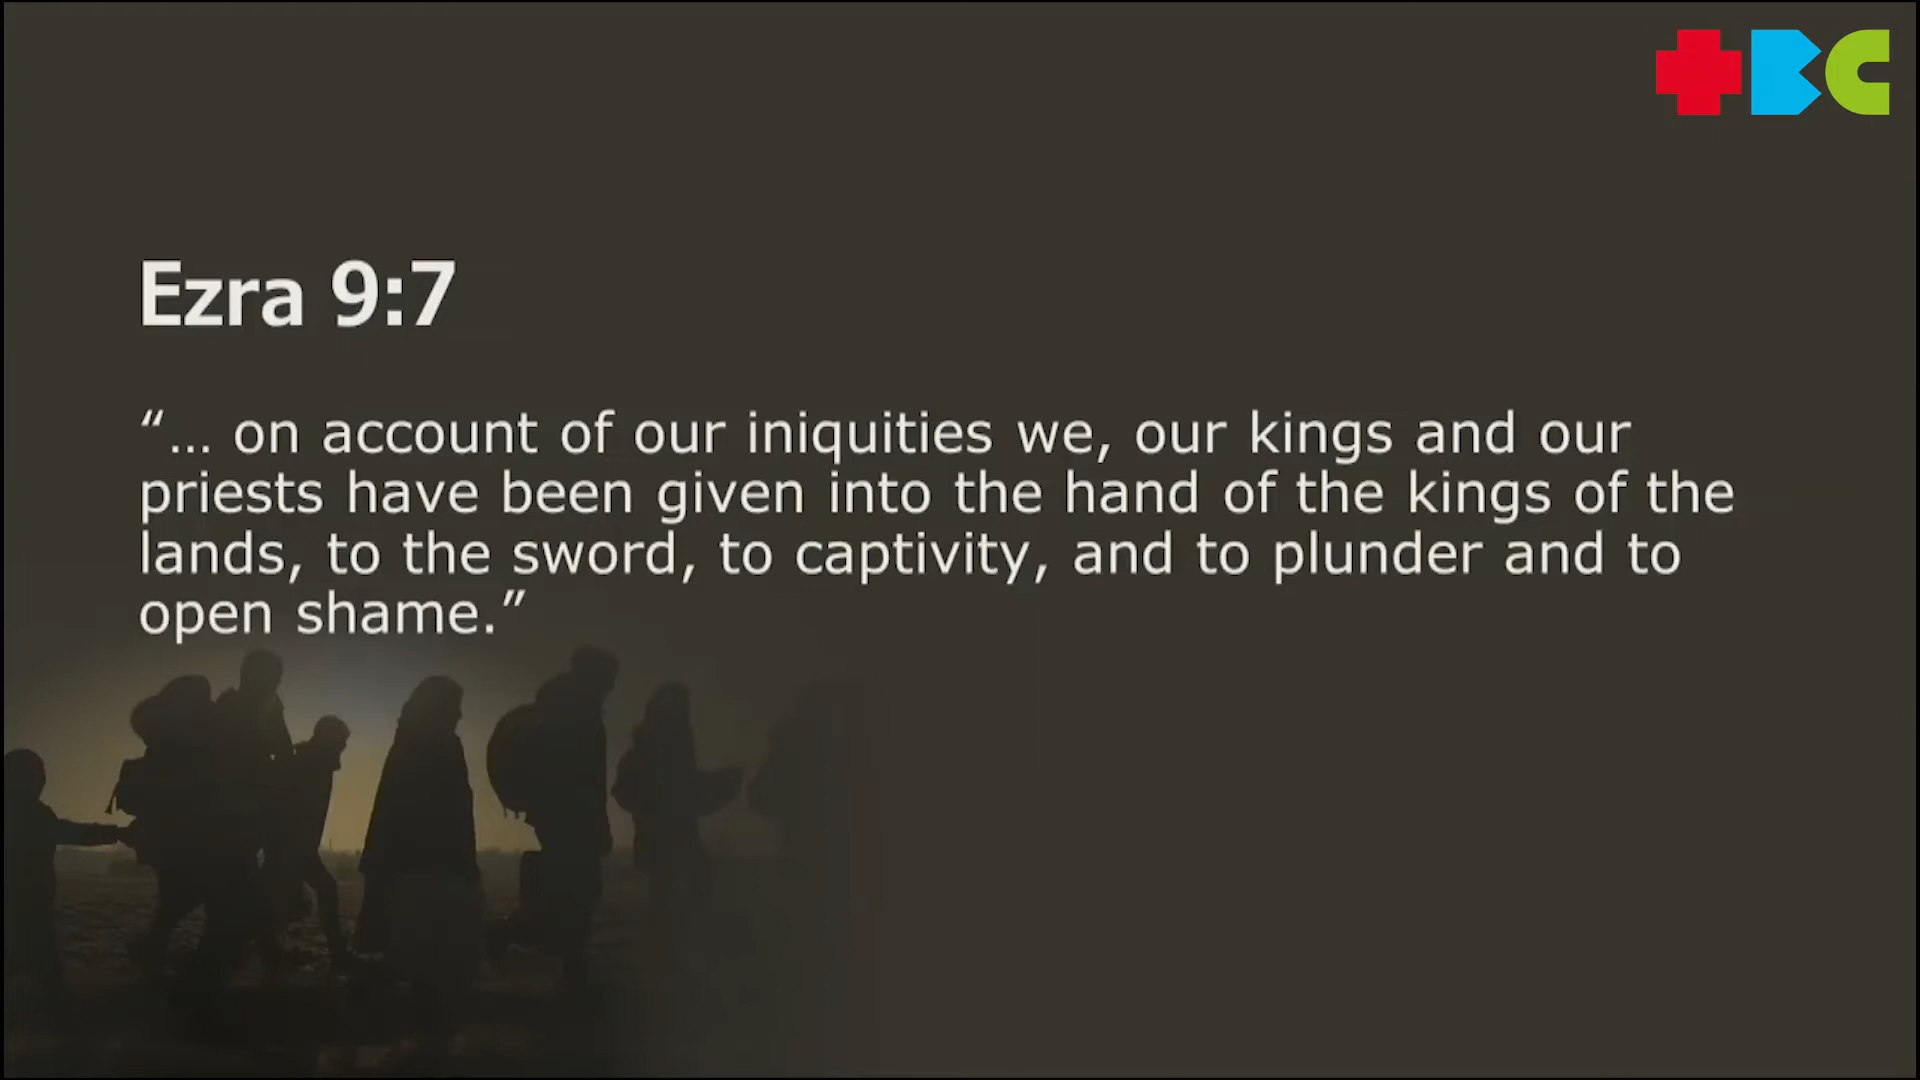 BC
Ezra 9:7
“… on account of our iniquities we, our kings and our
priests have been given into the hand of the kings of the
lands, to the sword, to captivity, and to plunder and to
open shame.”